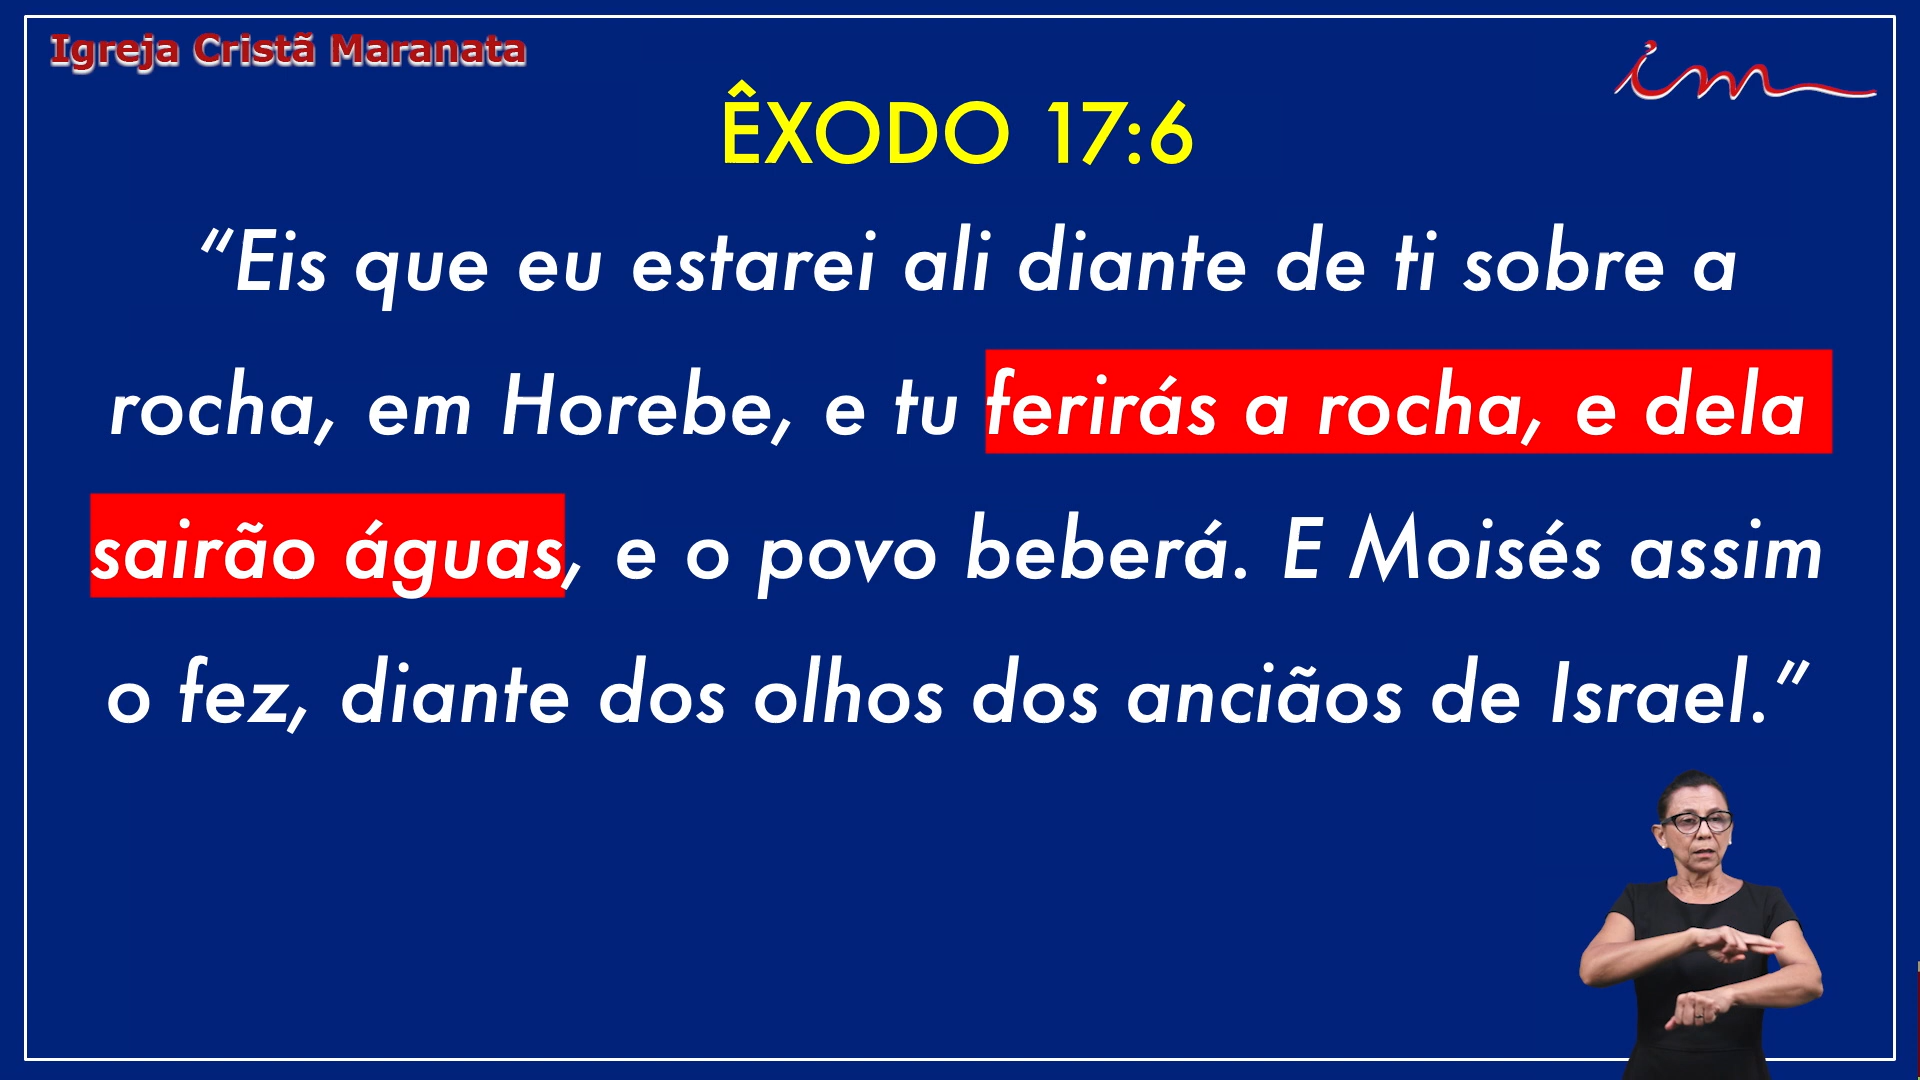 Igreja Cristã Maranata
im
ÊXODO 17:6
“Eis que eu estarei ali diante de ti sobre a
rocha, em Horebe, e tu ferirás a rocha, e dela
sairão águas, e o povo beberá. E Moisés assim
o fez, diante dos olhos dos anciãos de Israel.”